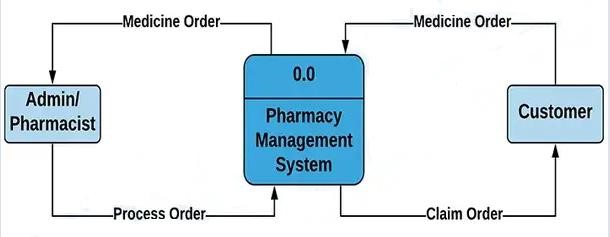 Medicine Order
Medicine Order
0.0
Admin/
Pharmacist
Pharmacy
Management
System
Customer
Process Order
Claim Order